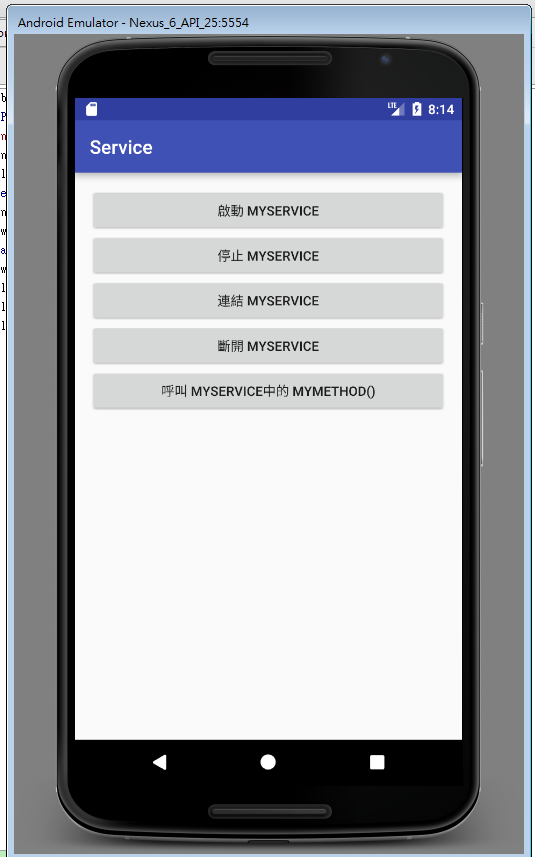 Android Emulator - Nexus_6_API_25:5554
LTE 8:14
Service
啟動 MYSERVICE
停止 MYSERVICE
連結 MYSERVICE
斷開 MYSERVICE
呼叫 MYSERVICE中的 MYMETHOD()